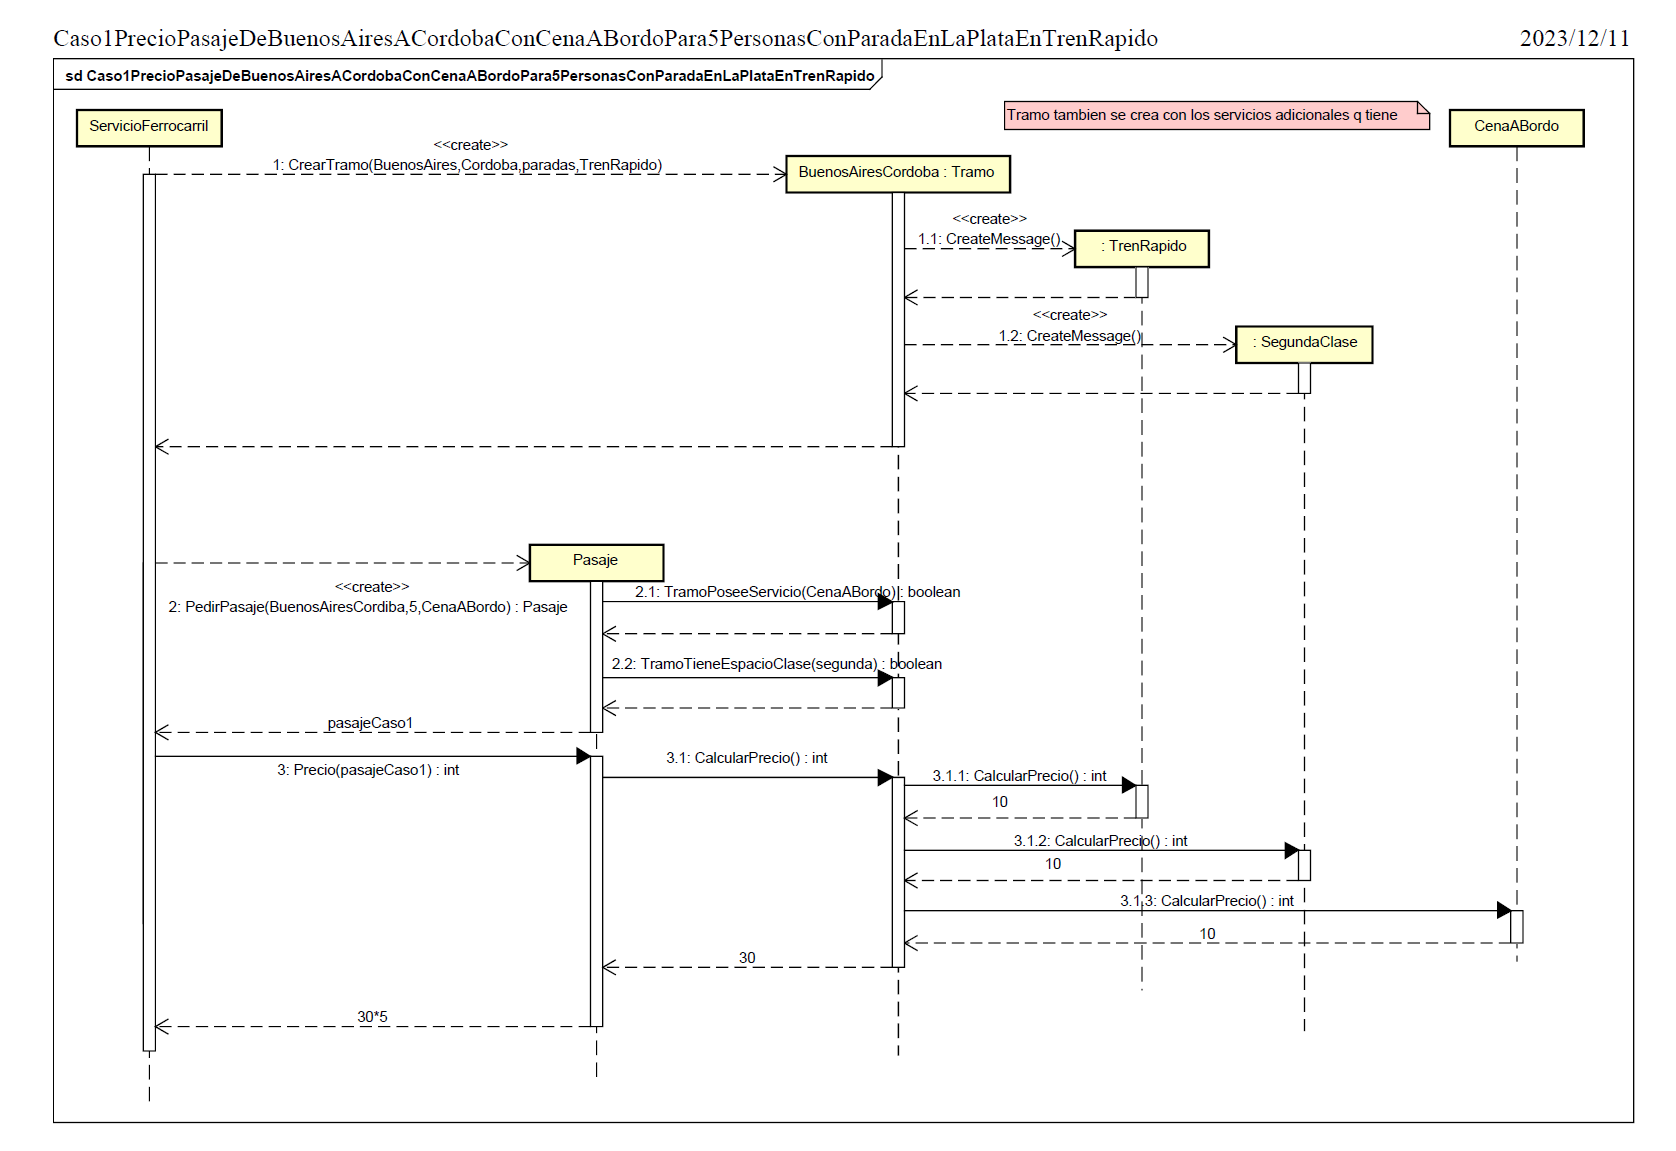 Caso1PrecioPasajeDeBuenosAiresACordobaConCenaABordoPara5PersonasConParadaEnLaPlataEnTrenRapido
2023/12/11
sd Caso1PrecioPasajeDeBuenosAiresACordobaConCenaABordoPara5PersonasConParadaEnLaPlataEnTrenRapido
Tramo tambien se crea con los servicios adicionales q tiene
ServicioFerrocarril
CenaABordo
<<create>>
1: CrearTramo(BuenosAires,Cordoba,paradas,TrenRapido)
BuenosAiresCordoba : Tramo
<<create>>
1.1: CreateMessage()
: TrenRapido
<<create>>
1.2: CreateMessage()
: SegundaClase
Pasaje
<<create>>
2: PedirPasaje(BuenosAiresCordiba,5,CenaABordo) : Pasaje
2.1: TramoPoseeServicio(CenaABordo) : boolean
2.2: TramoTieneEspacioClase(segunda) : boolean
pasajeCaso1
3: Precio(pasajeCaso1) : int
3.1: CalcularPrecio() : int
3.1.1: CalcularPrecio() : int
10
3.1.2: CalcularPrecio() : int
10
3.1.3: CalcularPrecio() : int
10
30
30*5